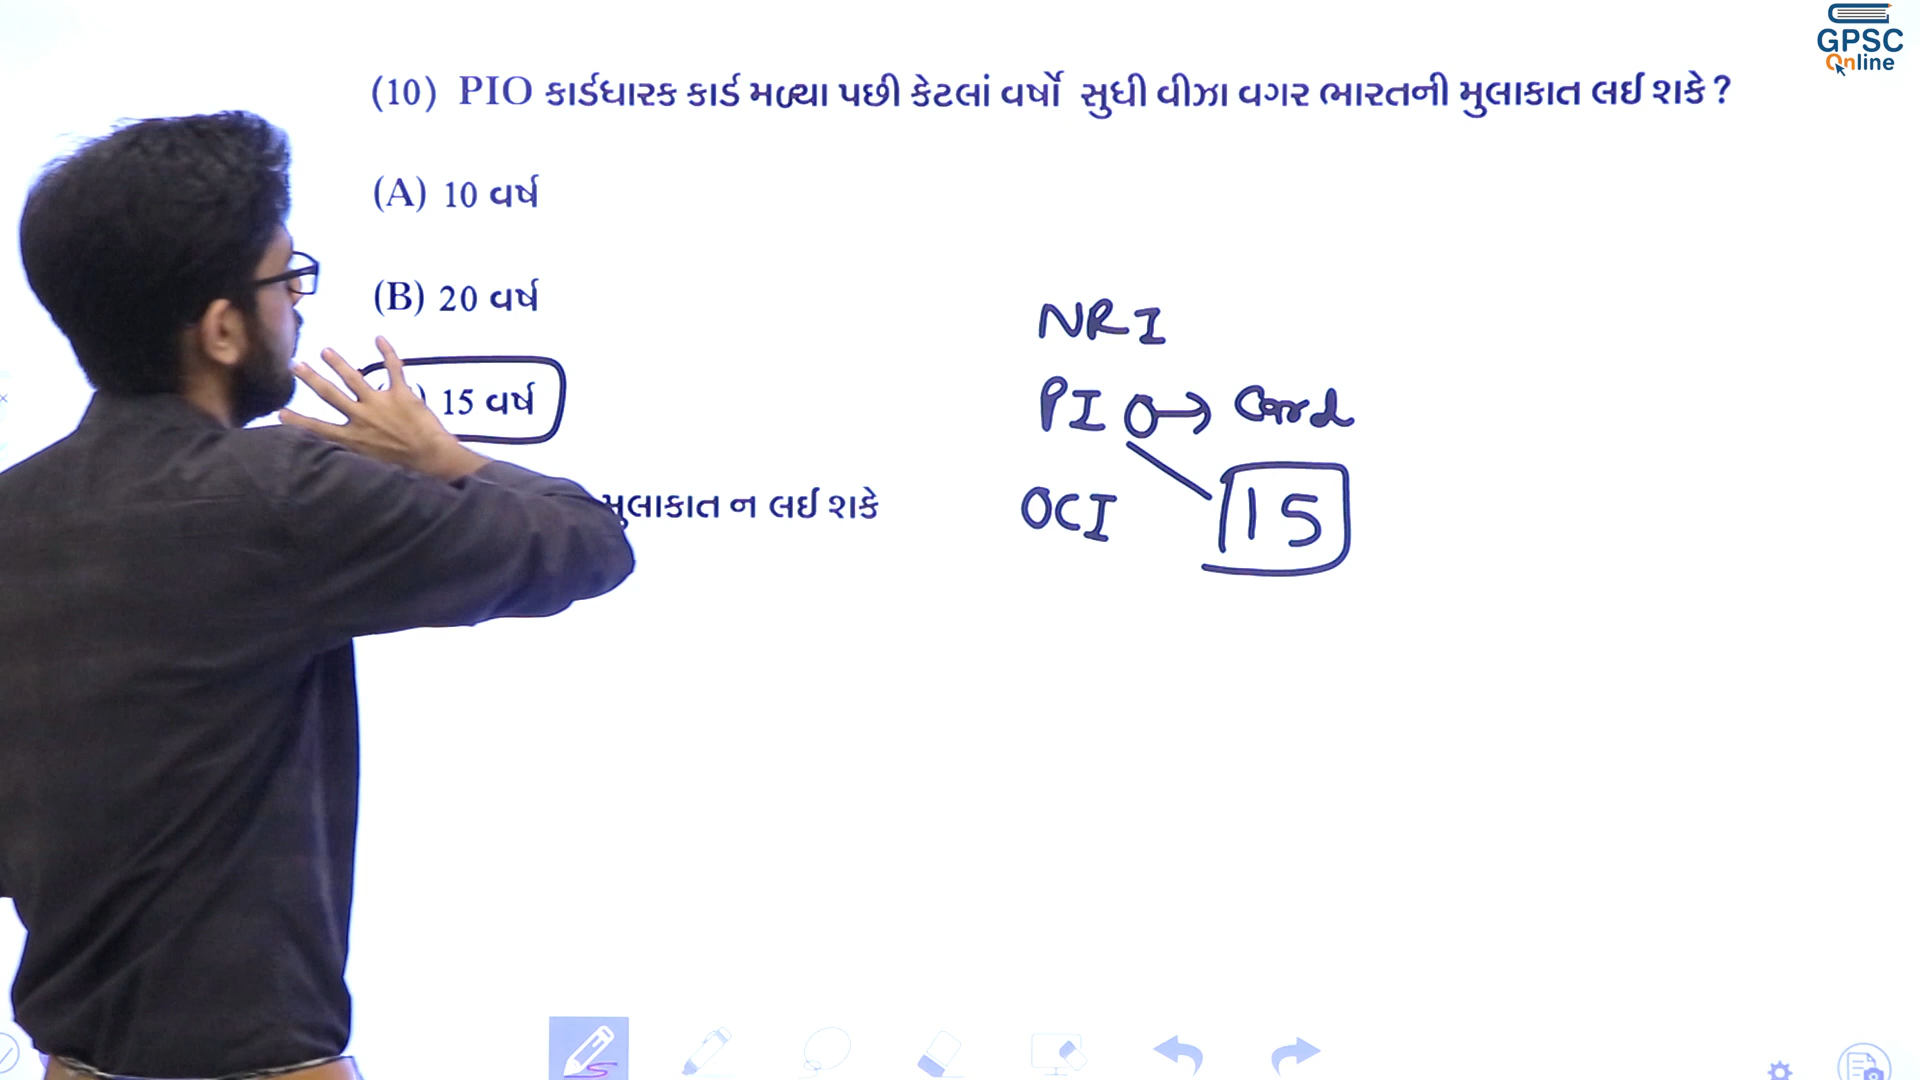 GPSC
Online
(10) PIO કાર્ડધારક કાર્ડ મળ્યા પછી કેટલાં વર્ષો સુધી વીઝા વગર ભારતની મુલાકાત લઈ શકે ?
(A) 10 વર્ષ
(B) 20 વર્ષ
15 વર્ષ
મુલાકાત ન લઈ શકે
NRI
PIO → Card
OCI 15